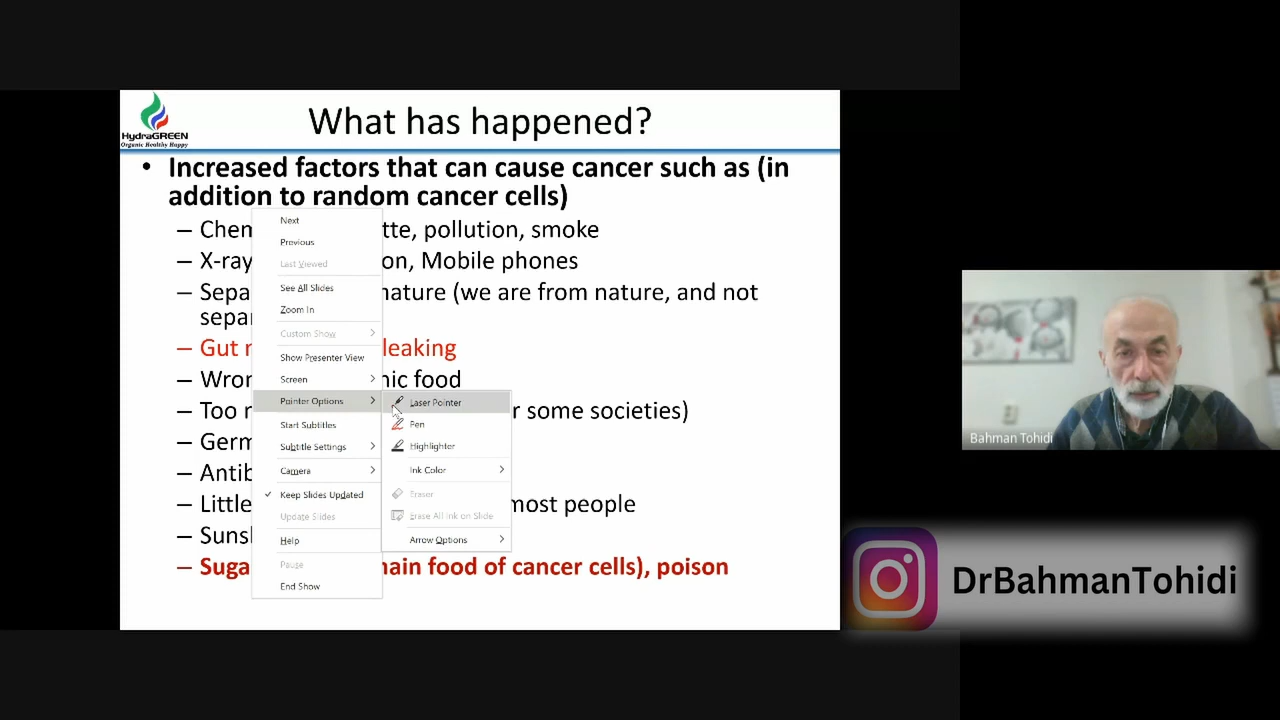 HydraGREEN
Organic Healthy Happy
What has happened?
• Increased factors that can cause cancer such as (in
addition to random cancer cells)
– Chem tte, pollution, smoke
– X-ray on, Mobile phones
– Sepa nature (we are from nature, and not
separ
– Gut leaking
– Wron ic food
– Too r some societies)
– Germ
– Antib
– Little most people
– Sunsh
– Suga main food of cancer cells), poison
Next
Previous
Last Viewed
See All Slides
Zoom In
Custom Show
Show Presenter View
Screen
Pointer Options
Start Subtitles
Subtitle Settings
Camera
Keep Slides Updated
Update Slides
Help
Pause
End Show
Laser Pointer
Pen
Highlighter
Ink Color
Eraser
Erase All Ink on Slide
Arrow Options
Bahman Tohidi
DrBahmanTohidi